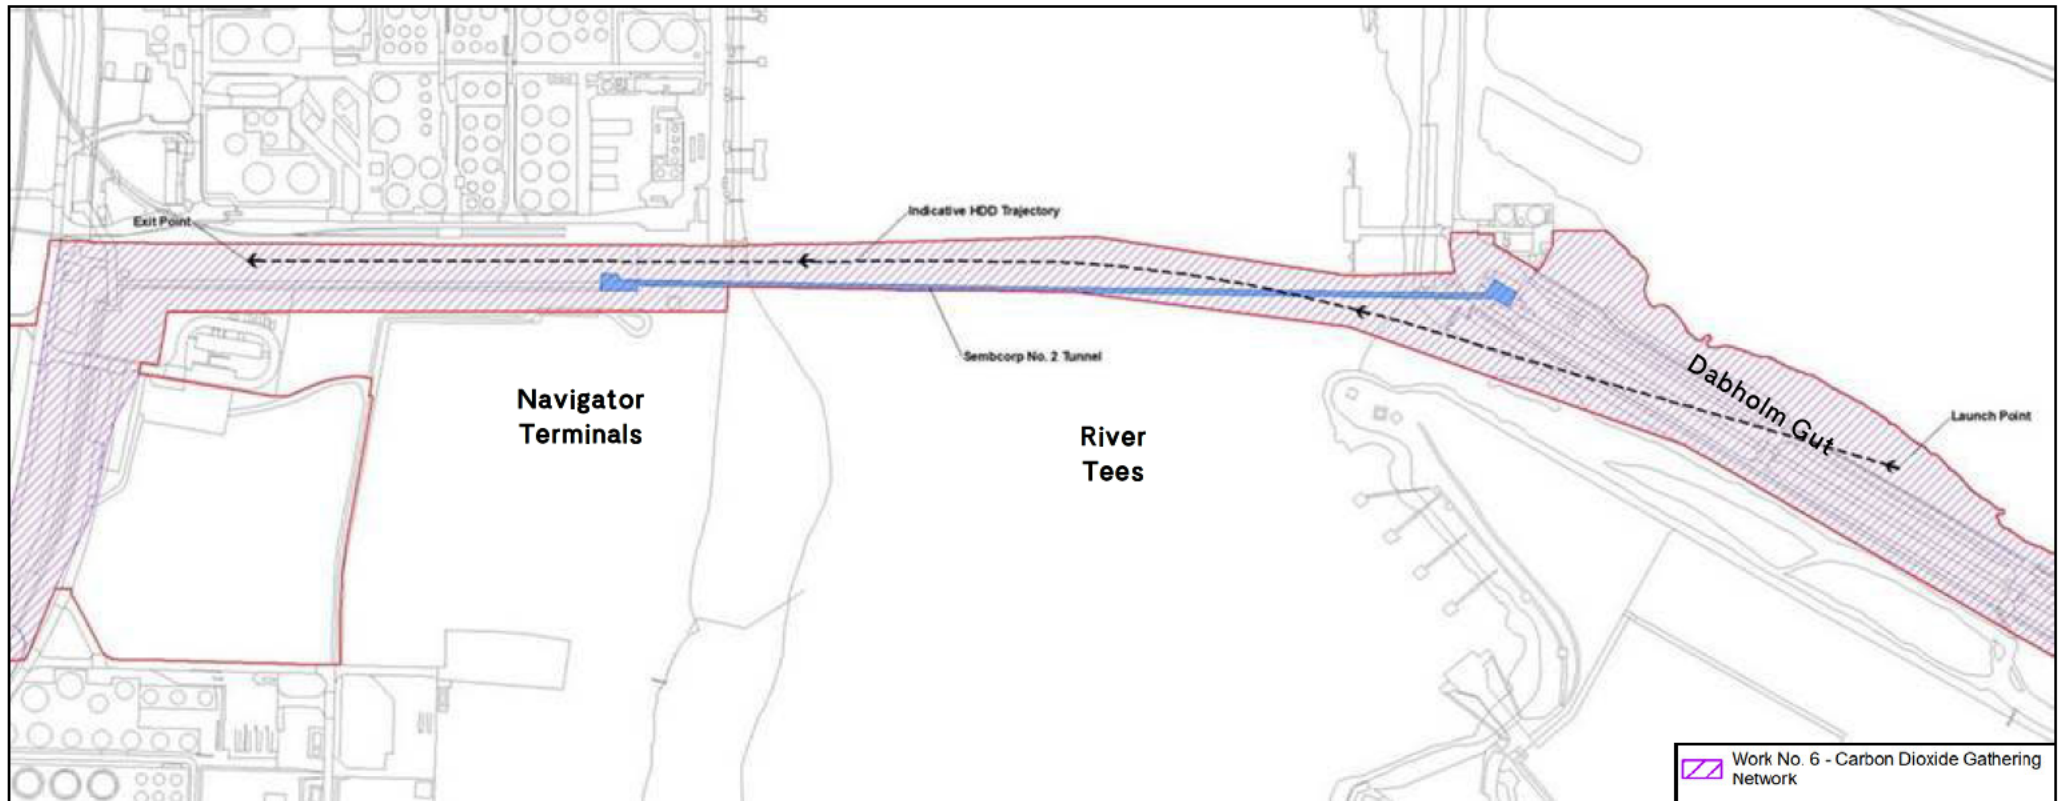 Exit Point
Indicative HDD Trajectory
Sembcorp No. 2 Tunnel
Navigator
Terminals
River
Tees
Dabholm Gut
Launch Point
Work No. 6 - Carbon Dioxide Gathering
Network